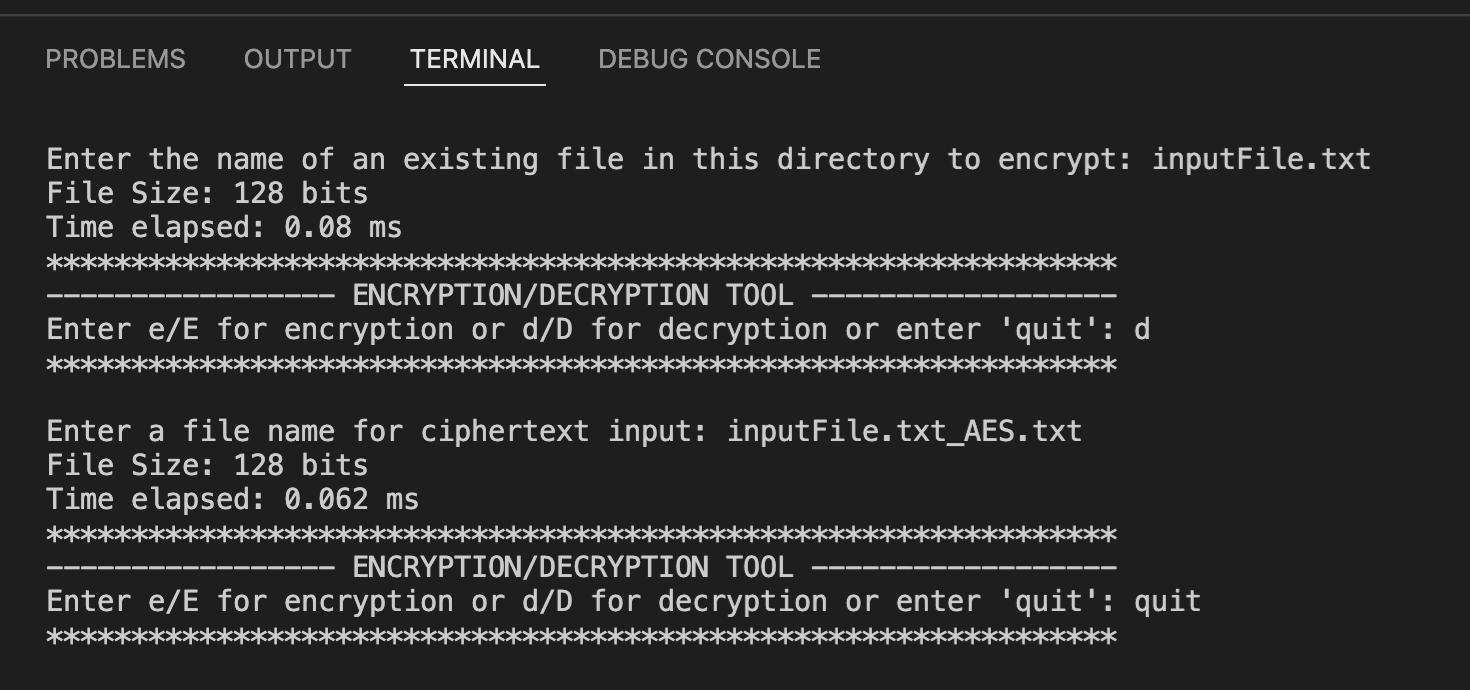 PROBLEMS OUTPUT TERMINAL DEBUG CONSOLE
Enter the name of an existing file in this directory to encrypt: inputFile.txt
File Size: 128 bits
Time elapsed: 0.08 ms
***************************************************************
----------------- ENCRYPTION/DECRYPTION TOOL ------------------
Enter e/E for encryption or d/D for decryption or enter 'quit': d
***************************************************************
Enter a file name for ciphertext input: inputFile.txt_AES.txt
File Size: 128 bits
Time elapsed: 0.062 ms
***************************************************************
----------------- ENCRYPTION/DECRYPTION TOOL ------------------
Enter e/E for encryption or d/D for decryption or enter 'quit': quit
***************************************************************